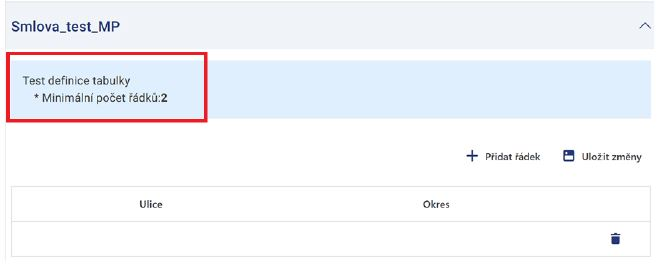 Smlova_test_MP
Test definice tabulky
* Minimální počet řádků:2
Přidat řádek
Uložit změny
Ulice
Okres